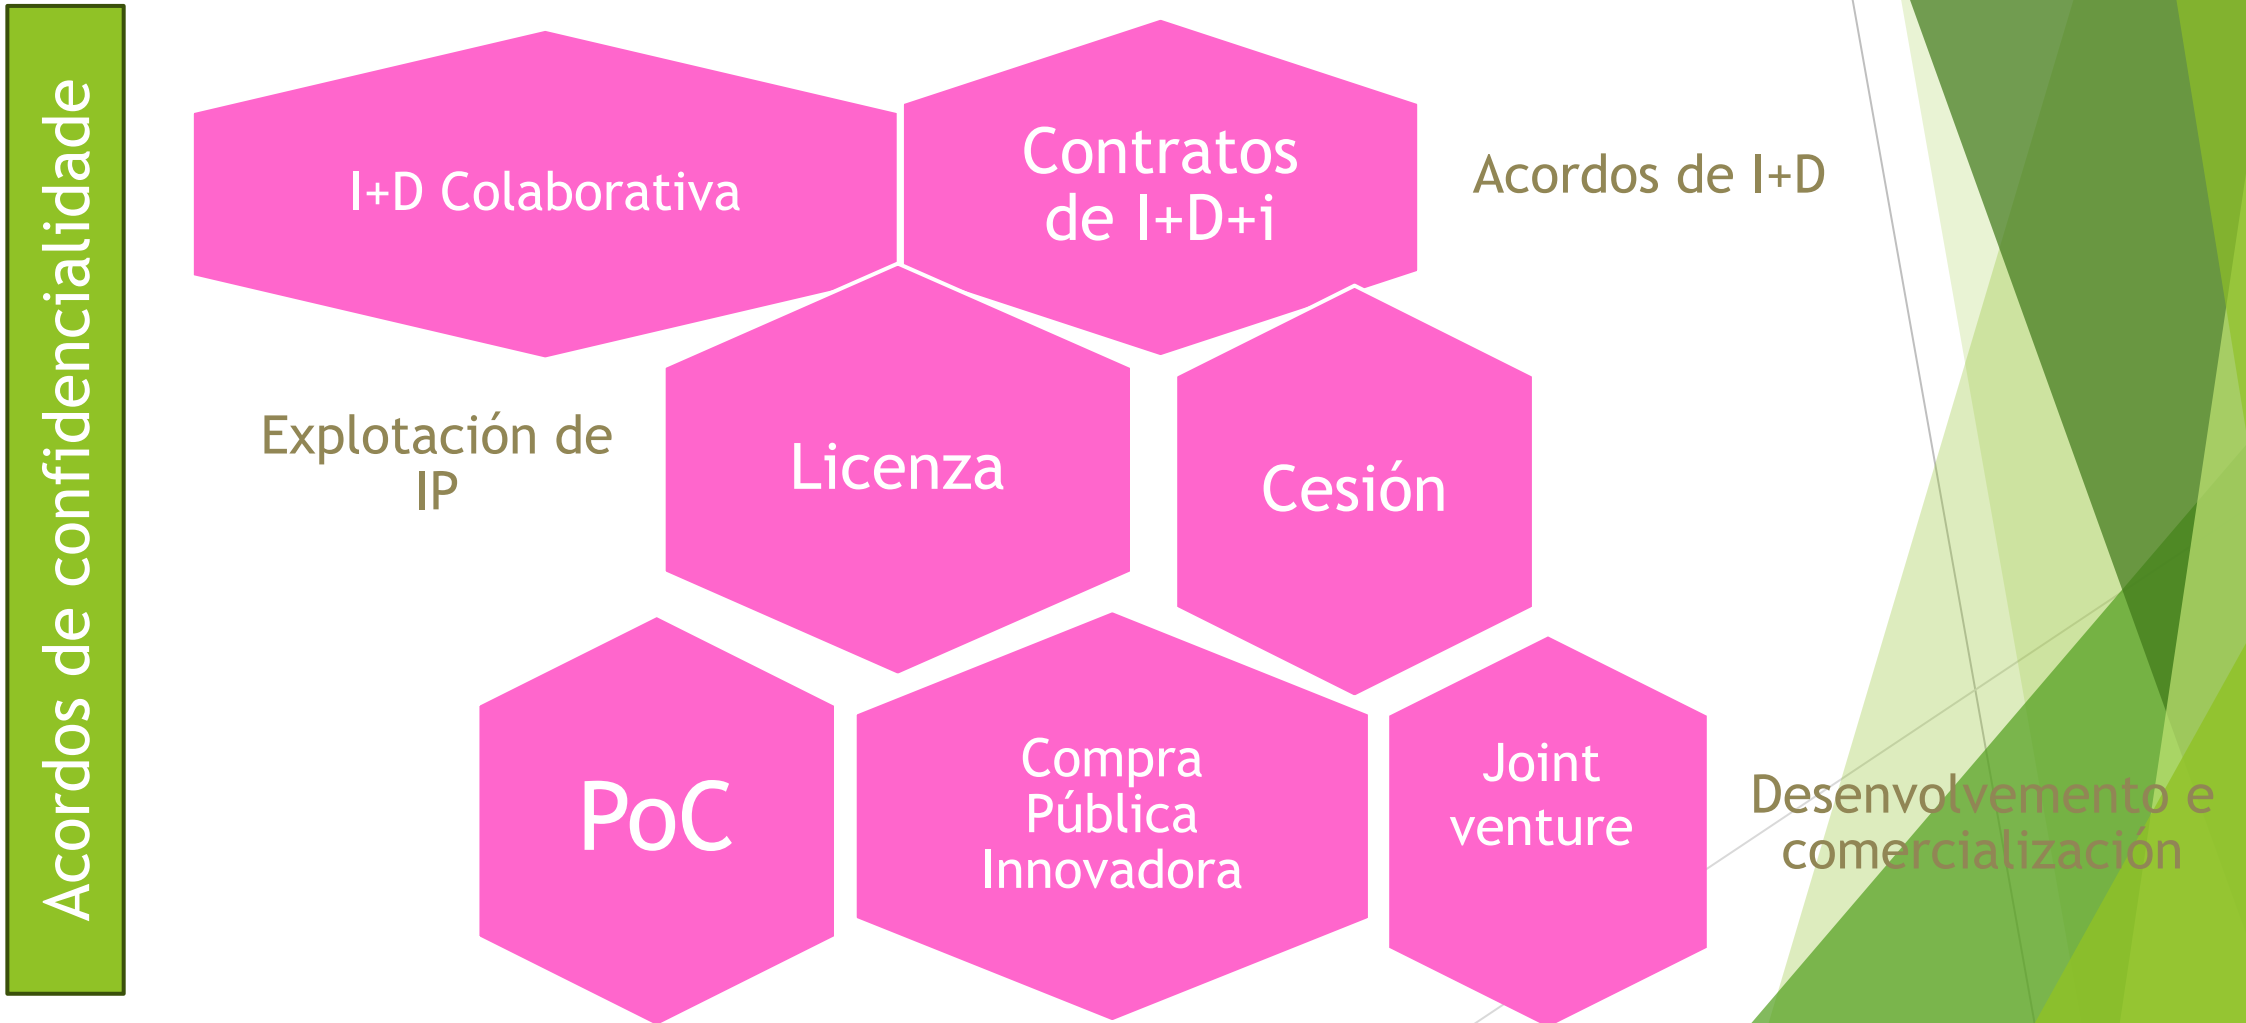 Acordos de confidencialidade
I+D Colaborativa
Contratos
de I+D+i
Acordos de I+D
Explotación de
IP
Licenza
Cesión
PoC
Compra
Pública
Innovadora
Joint
venture
Desenvolvemento e
comercialización